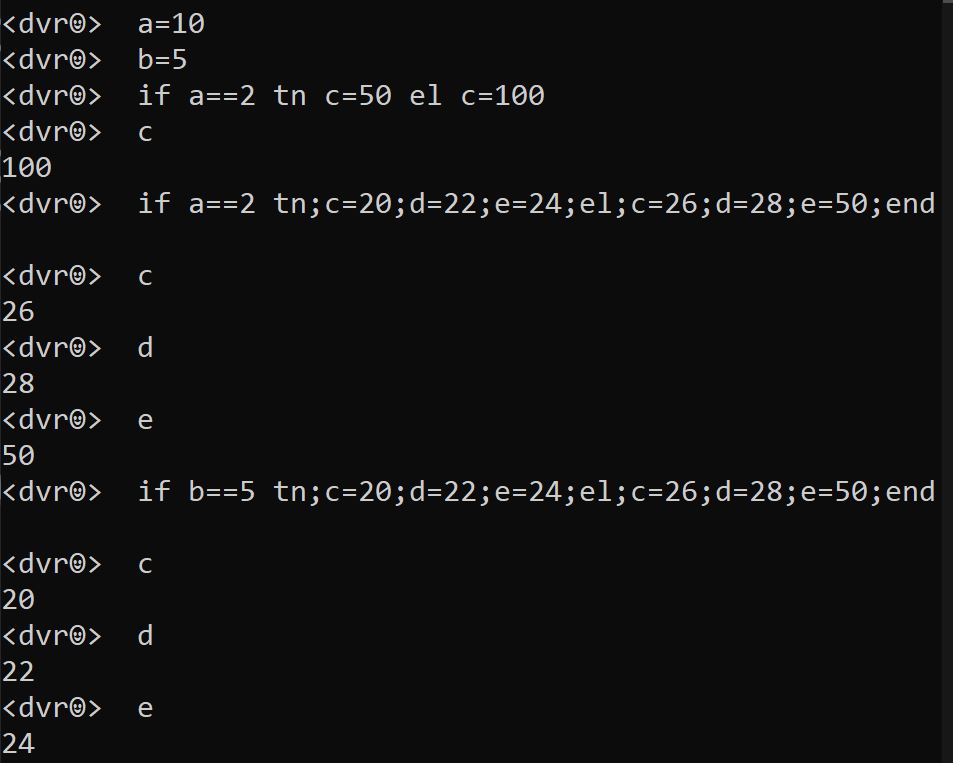 <dvr☺>  a=10
<dvr☺>  b=5
<dvr☺>  if a==2 tn c=50 el c=100
<dvr☺>  c
100
<dvr☺>  if a==2 tn;c=20;d=22;e=24;el;c=26;d=28;e=50;end
<dvr☺>  c
26
<dvr☺>  d
28
<dvr☺>  e
50
<dvr☺>  if b==5 tn;c=20;d=22;e=24;el;c=26;d=28;e=50;end
<dvr☺>  c
20
<dvr☺>  d
22
<dvr☺>  e
24